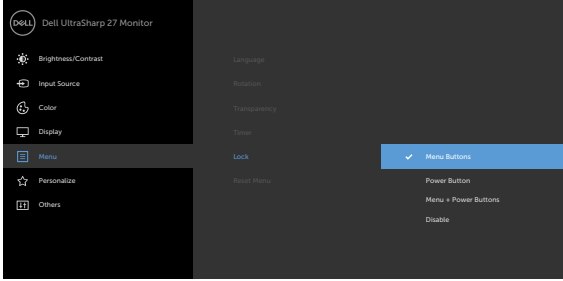 DELL
Dell UltraSharp 27 Monitor
Brightness/Contrast
Input Source
Color
Display
Menu
Personalize
Others
Language
Rotation
Transparency
Timer
Lock
Reset Menu
Menu Buttons
Power Button
Menu + Power Buttons
Disable